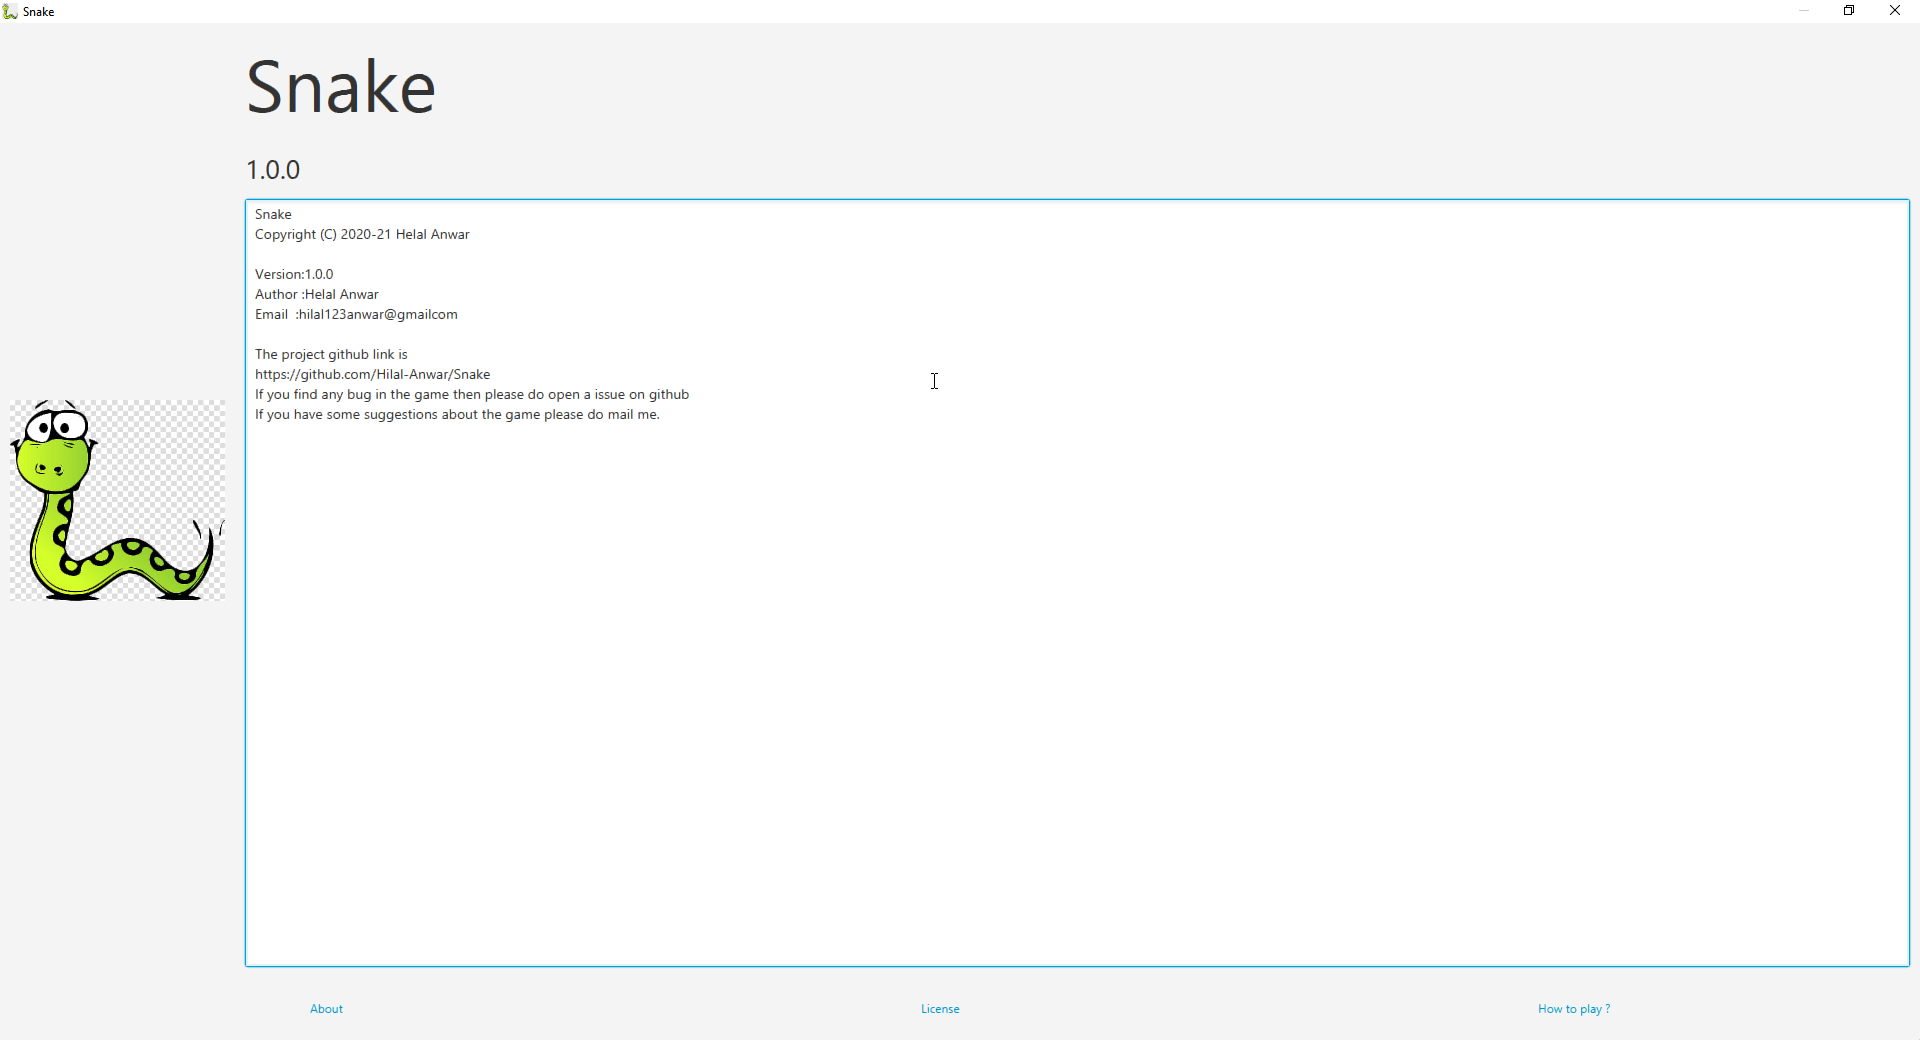 Snake
Snake
1.0.0
Snake
Copyright (C) 2020-21 Helal Anwar
Version:1.0.0
Author :Helal Anwar
Email  :hilal123anwar@gmailcom
The project github link is
https://github.com/Hilal-Anwar/Snake
If you find any bug in the game then please do open a issue on github
If you have some suggestions about the game please do mail me.
About
License
How to play ?